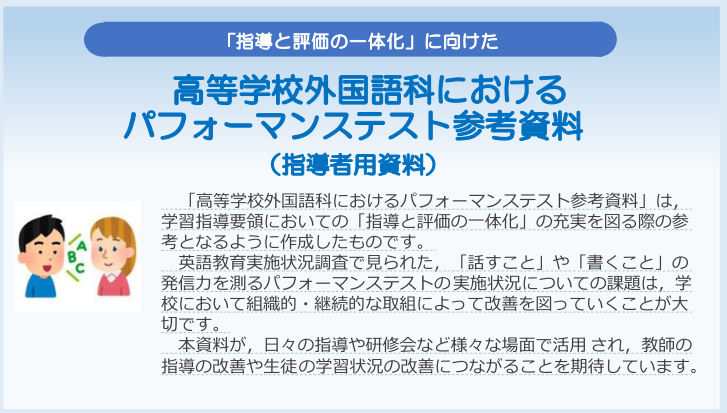 「指導と評価の一体化」に向けた
高等学校外国語科における
パフォーマンステスト参考資料
（指導者用資料）
「高等学校外国語科におけるパフォーマンステスト参考資料」は，
学習指導要領においての「指導と評価の一体化」の充実を図る際の参
考となるように作成したものです。
英語教育実施状況調査で見られた，「話すこと」や「書くこと」の
発信力を測るパフォーマンステストの実施状況についての課題は，学
校において組織的・継続的な取組によって改善を図っていくことが大
切です。
本資料が，日々の指導や研修会など様々な場面で活用 され，教師の
指導の改善や生徒の学習状況の改善につながることを期待しています。
A
B
C